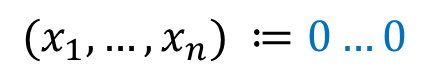 (x₁, …, xₙ) ≔ 0 … 0